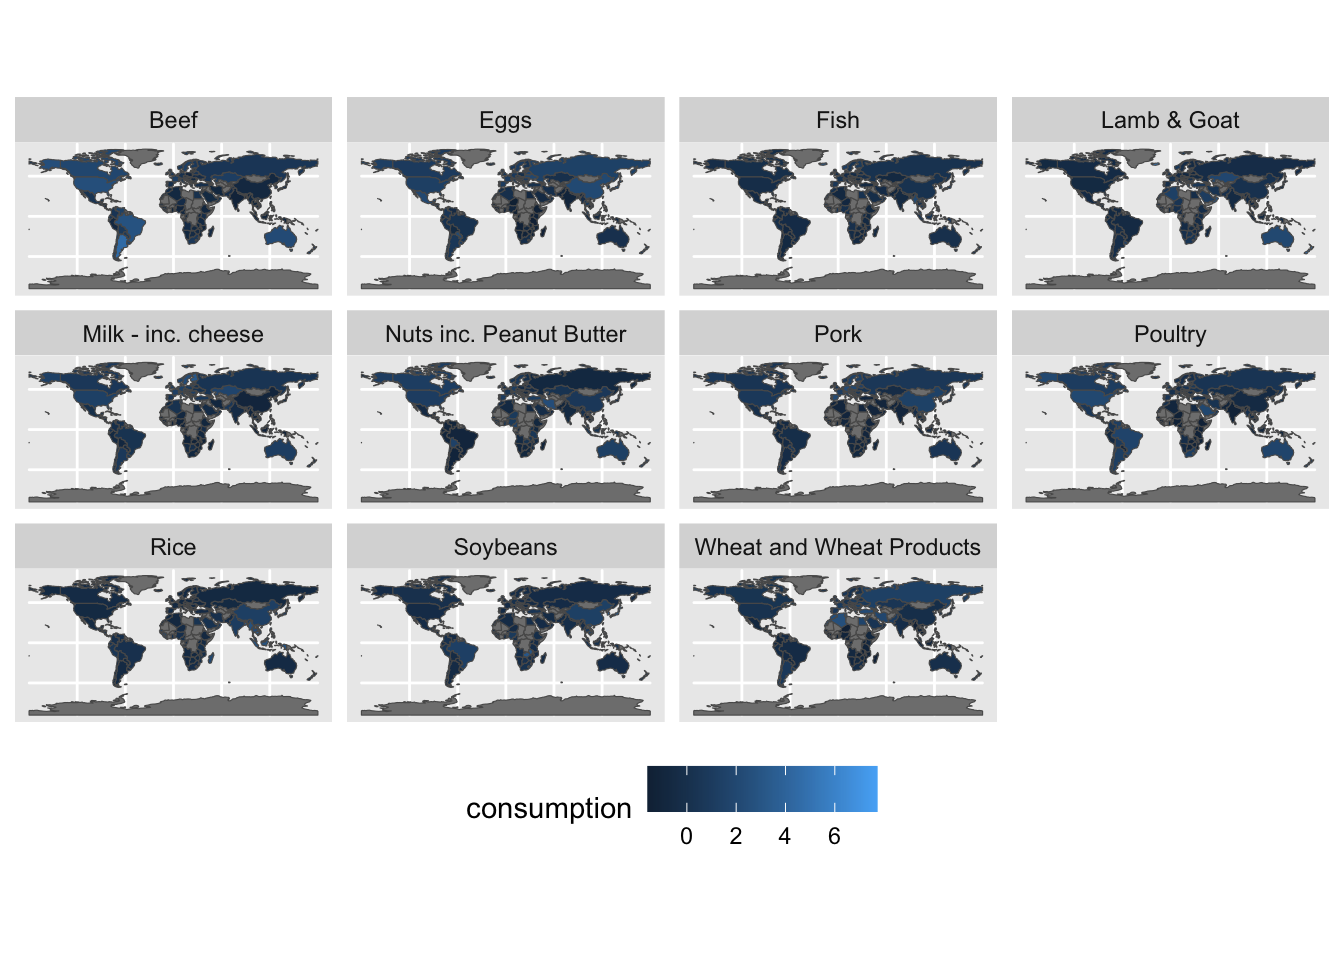 Beef
Eggs
Fish
Lamb & Goat
Milk - inc. cheese
Nuts inc. Peanut Butter
Pork
Poultry
Rice
Soybeans
Wheat and Wheat Products
consumption
0 2 4 6